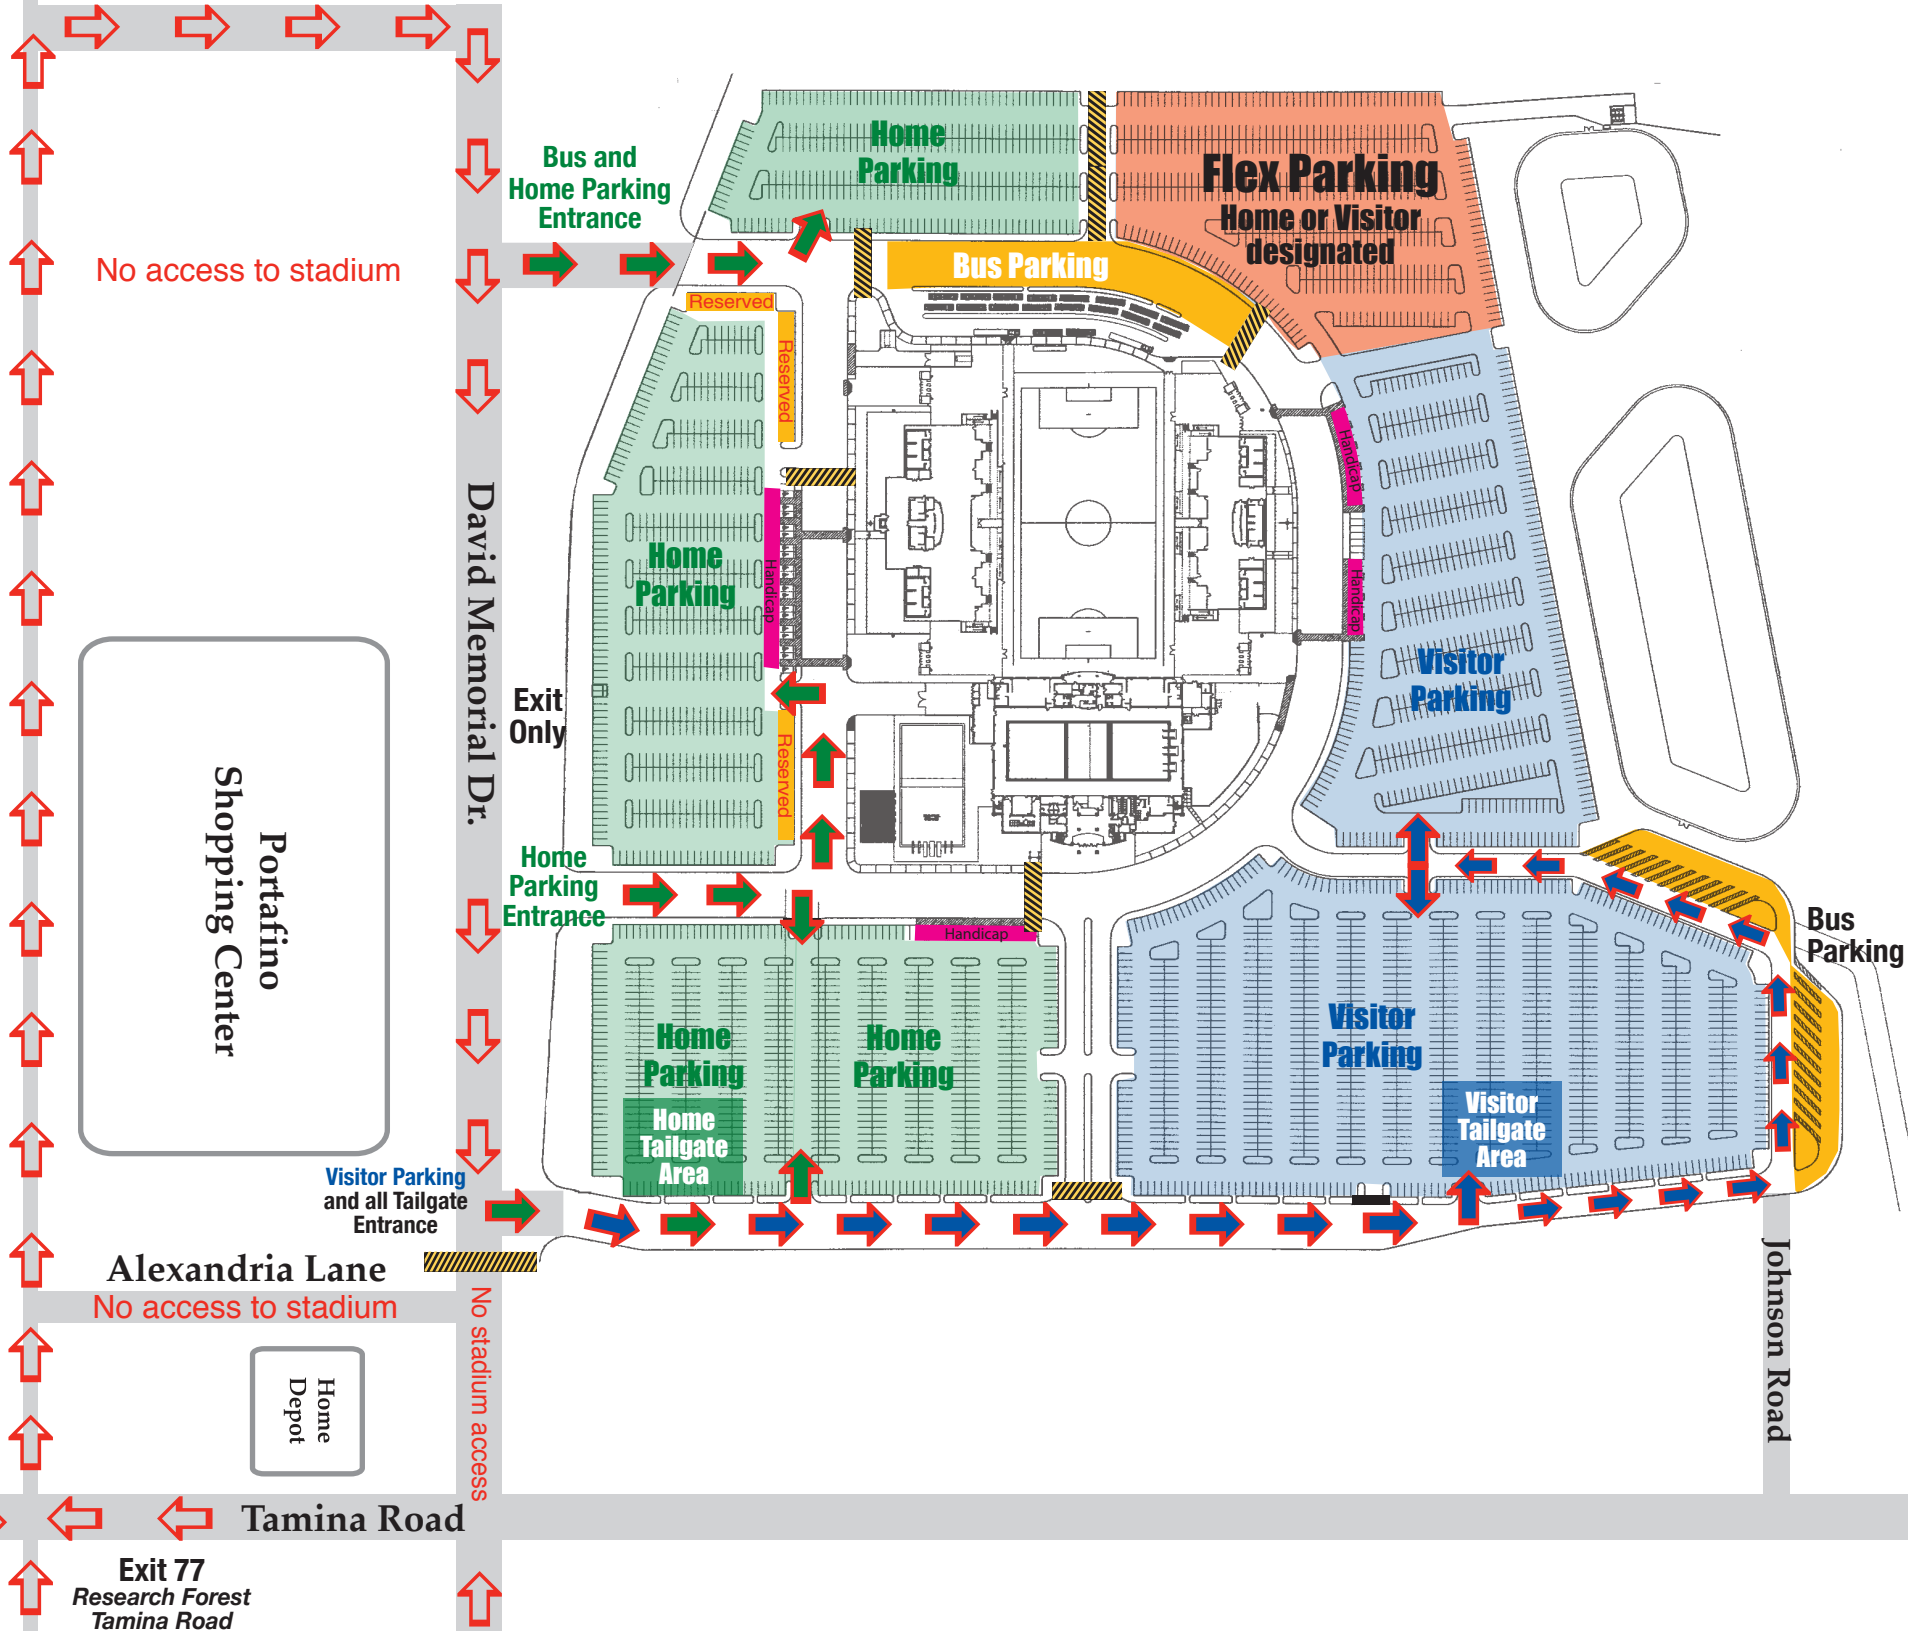 Home
Parking
Flex Parking
Home or Visitor
designated
Bus and
Home Parking
Entrance
No access to stadium
Bus Parking
Reserved
Reserved
Handicap
David Memorial Dr.
Home
Parking
Handicap
Handicap
Visitor
Parking
Exit
Only
Reserved
Portafino
Shopping Center
Home
Parking
Entrance
Handicap
Bus
Parking
Home
Parking
Home
Parking
Visitor
Parking
Home
Tailgate
Area
Visitor
Tailgate
Area
Visitor Parking
and all Tailgate
Entrance
Alexandria Lane
No access to stadium
No stadium access
Johnson Road
Home
Depot
Tamina Road
Exit 77
Research Forest
Tamina Road